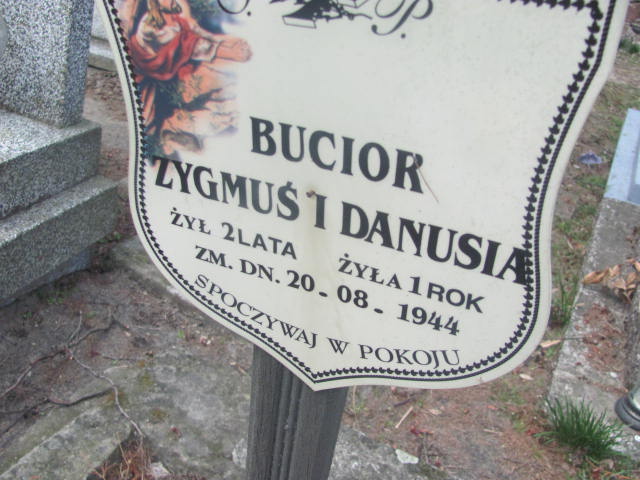 Ś. P.
BUCIOR
ZYGMUŚ I DANUSIA
ŻYŁ 2 LATA ŻYŁA 1 ROK
ZM. DN. 20 - 08 - 1944
SPOCZYWAJ W POKOJU